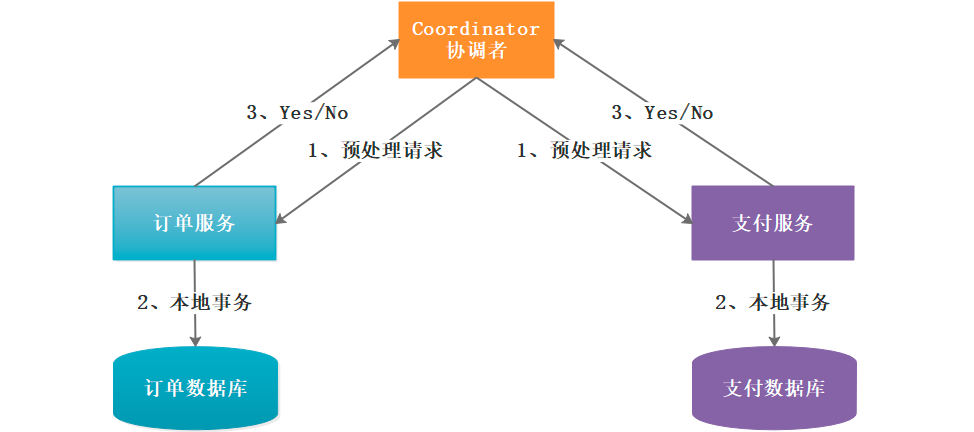 Coordinator
协调者
3、Yes/No
3、Yes/No
1、预处理请求
1、预处理请求
订单服务
支付服务
2、本地事务
2、本地事务
订单数据库
支付数据库